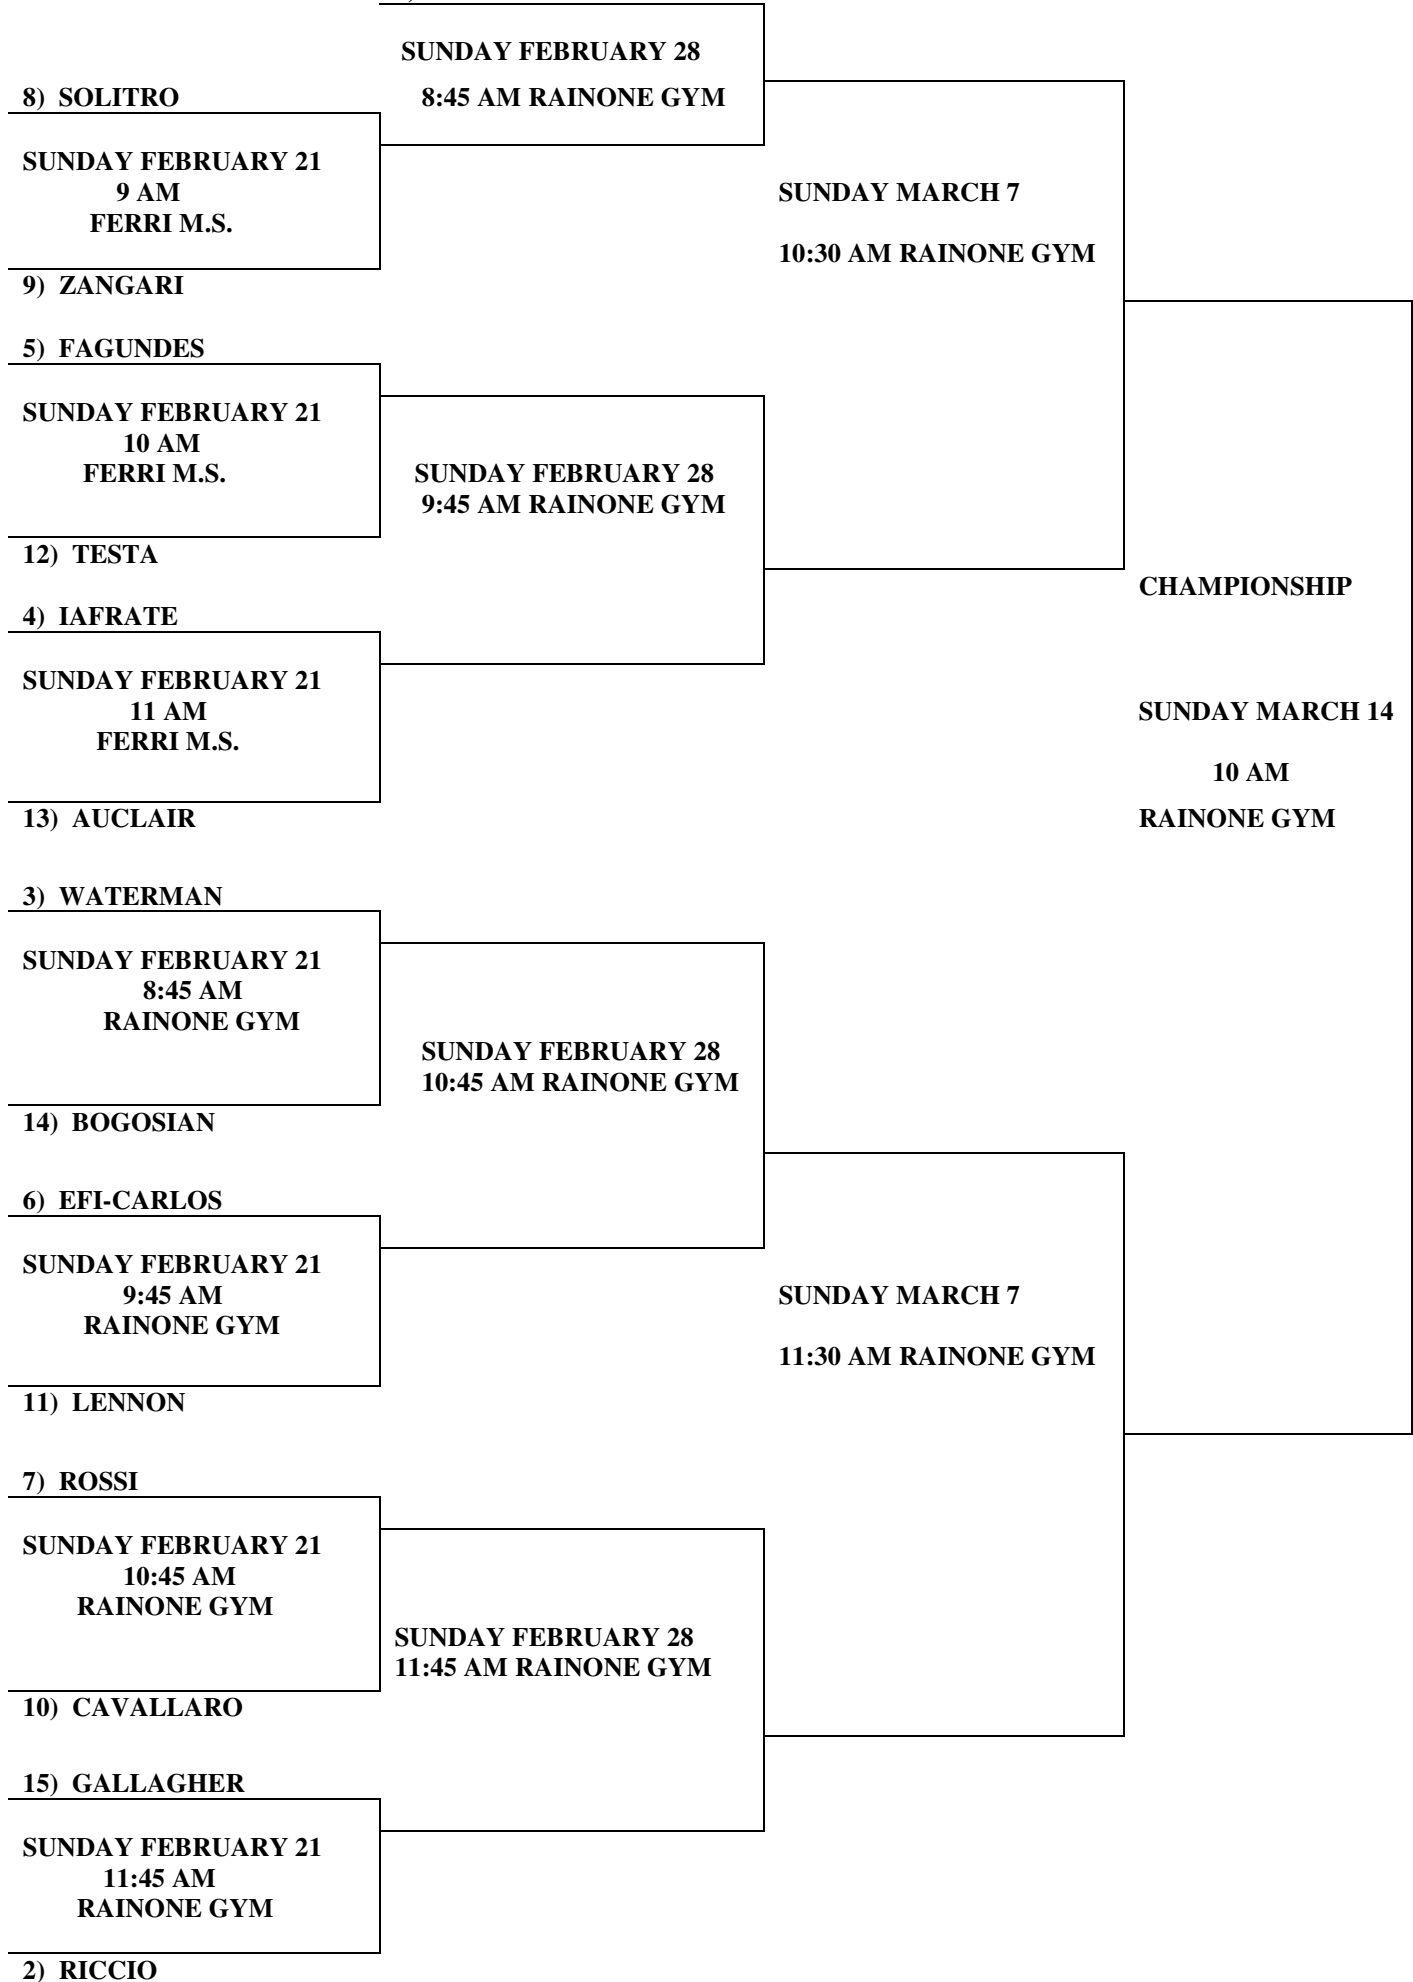 SUNDAY FEBRUARY 28
8:45 AM RAINONE GYM
8) SOLITRO
SUNDAY FEBRUARY 21
9 AM
FERRI M.S.
9) ZANGARI
SUNDAY MARCH 7
10:30 AM RAINONE GYM
5) FAGUNDES
SUNDAY FEBRUARY 21
10 AM
FERRI M.S.
12) TESTA
SUNDAY FEBRUARY 28
9:45 AM RAINONE GYM
4) IAFRATE
SUNDAY FEBRUARY 21
11 AM
FERRI M.S.
13) AUCLAIR
CHAMPIONSHIP
SUNDAY MARCH 14
10 AM
RAINONE GYM
3) WATERMAN
SUNDAY FEBRUARY 21
8:45 AM
RAINONE GYM
14) BOGOSIAN
SUNDAY FEBRUARY 28
10:45 AM RAINONE GYM
6) EFI-CARLOS
SUNDAY FEBRUARY 21
9:45 AM
RAINONE GYM
11) LENNON
SUNDAY MARCH 7
11:30 AM RAINONE GYM
7) ROSSI
SUNDAY FEBRUARY 21
10:45 AM
RAINONE GYM
10) CAVALLARO
SUNDAY FEBRUARY 28
11:45 AM RAINONE GYM
15) GALLAGHER
SUNDAY FEBRUARY 21
11:45 AM
RAINONE GYM
2) RICCIO